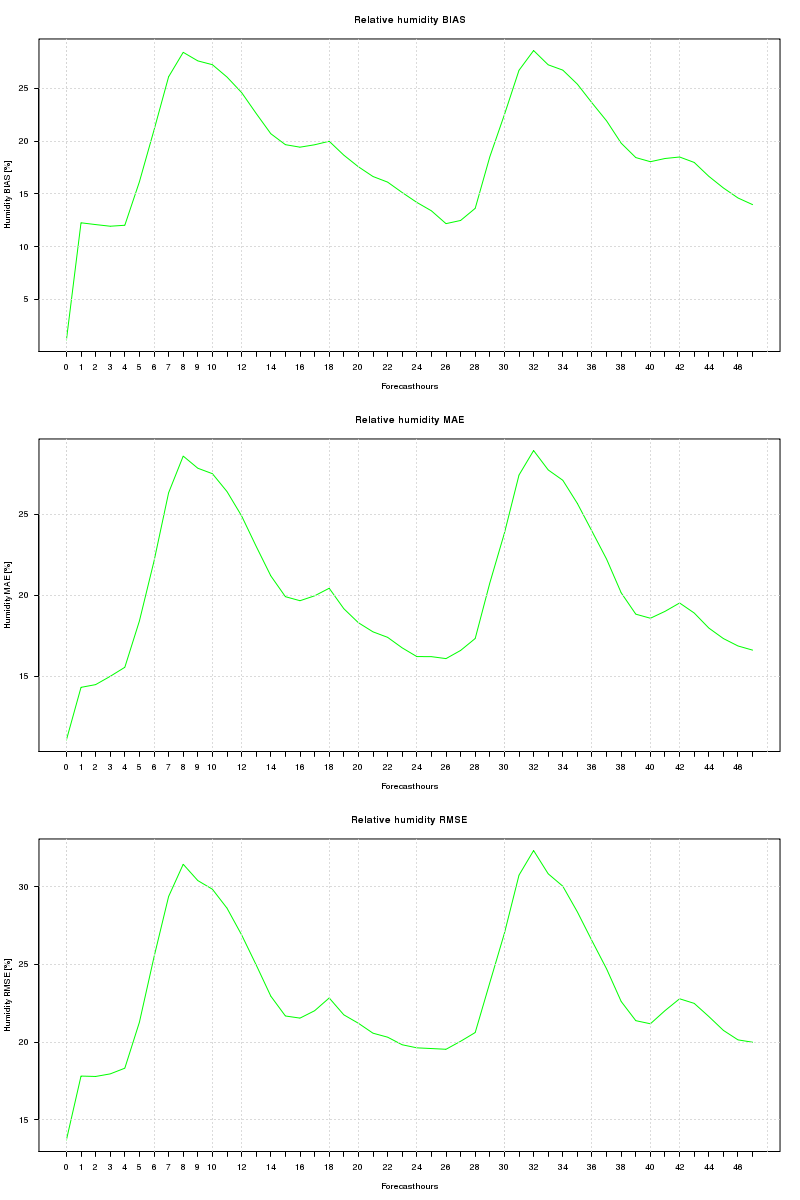 Relative humidity BIAS
Humidity BIAS [%]
25
20
15
10
5
0 1 2 3 4 5 6 7 8 9 10 12 14 16 18 20 22 24 26 28 30 32 34 36 38 40 42 44 46
Forecasthours
Relative humidity MAE
Humidity MAE [%]
25
20
15
0 1 2 3 4 5 6 7 8 9 10 12 14 16 18 20 22 24 26 28 30 32 34 36 38 40 42 44 46
Forecasthours
Relative humidity RMSE
Humidity RMSE [%]
30
25
20
15
0 1 2 3 4 5 6 7 8 9 10 12 14 16 18 20 22 24 26 28 30 32 34 36 38 40 42 44 46
Forecasthours